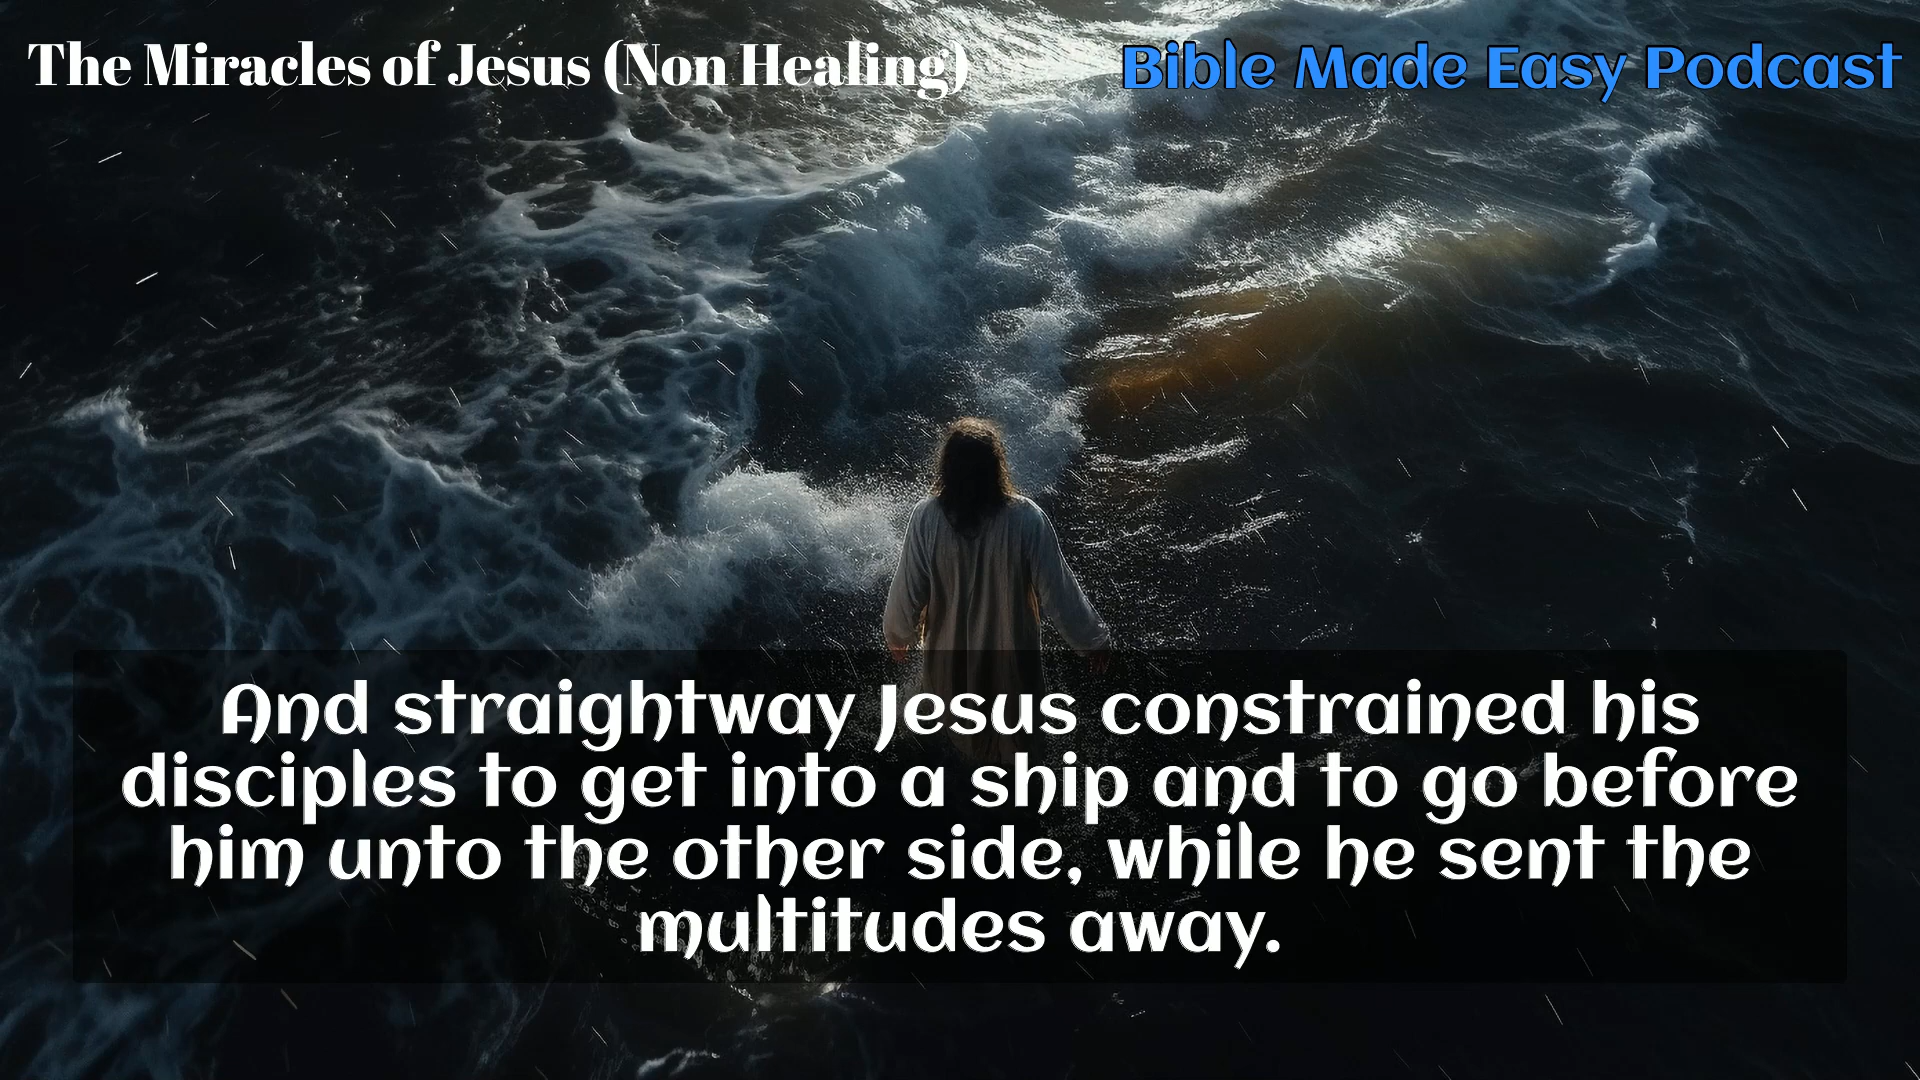 The Miracles of Jesus (Non Healing)
Bible Made Easy Podcast
And straightway Jesus constrained his
disciples to get into a ship and to go before
him unto the other side, while he sent the
multitudes away.